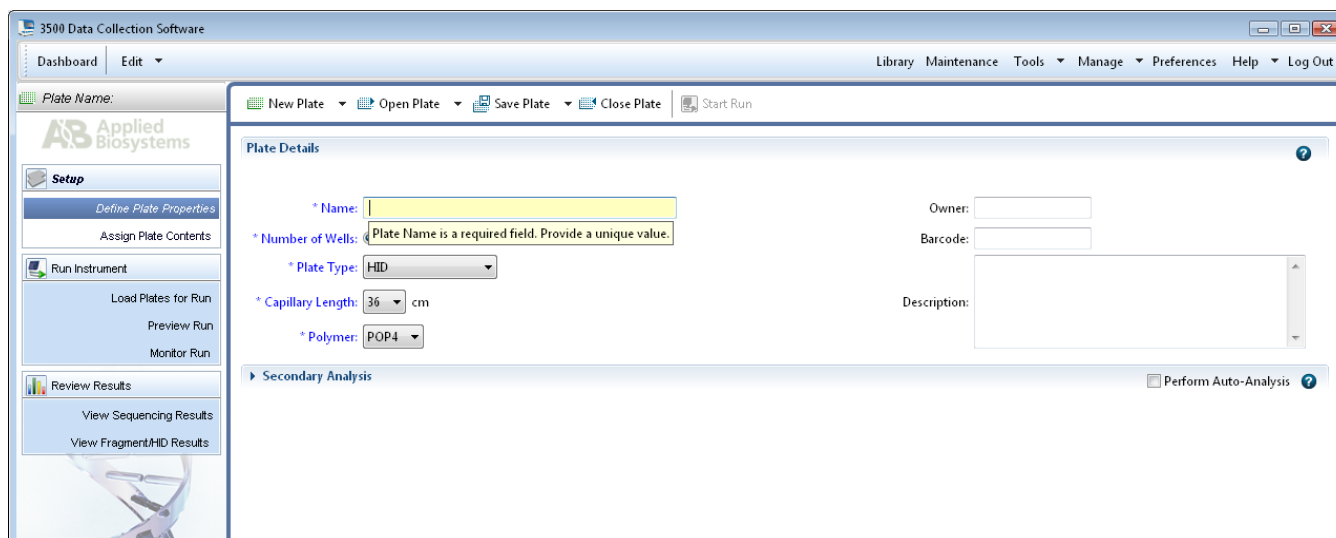 3500 Data Collection Software
Dashboard Edit Library Maintenance Tools Manage Preferences Help Log Out
Plate Name:
New Plate Open Plate Save Plate Close Plate Start Run
AB Applied Biosystems
Plate Details
Setup
Define Plate Properties
Assign Plate Contents
* Name:
Owner:
Plate Name is a required field. Provide a unique value.
* Number of Wells:
Barcode:
* Plate Type: HID
* Capillary Length: 36 cm
Description:
* Polymer: POP4
Run Instrument
Load Plates for Run
Preview Run
Monitor Run
Secondary Analysis
Perform Auto-Analysis
Review Results
View Sequencing Results
View Fragment/HID Results